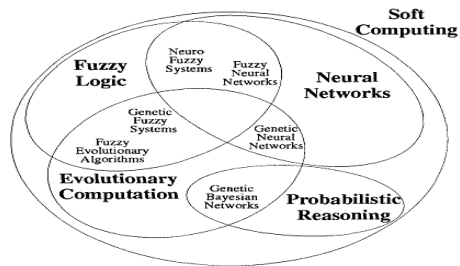 Soft
Computing
Neuro
Fuzzy
Systems
Fuzzy
Neural
Networks
Fuzzy
Logic
Neural
Networks
Genetic
Fuzzy
Systems
Genetic
Neural
Networks
Fuzzy
Evolutionary
Algorithms
Evolutionary
Computation
Genetic
Bayesian
Networks
Probabilistic
Reasoning